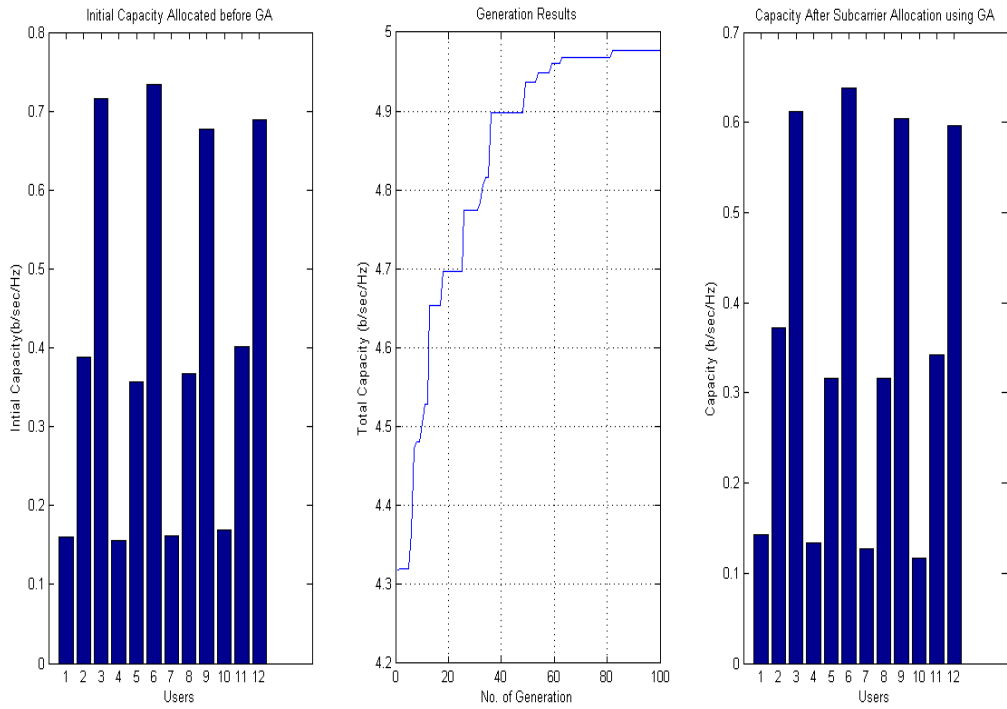 Initial Capacity Allocated before GA
0.8
0.7
0.6
0.5
0.4
0.3
0.2
0.1
0
Intial Capacity(b/sec/Hz)
1 2 3 4 5 6 7 8 9 10 11 12
Users
Generation Results
5
4.9
4.8
4.7
4.6
4.5
4.4
4.3
4.2
Total Capacity (b/sec/Hz)
0 20 40 60 80 100
No. of Generation
Capacity After Subcarrier Allocation using GA
0.7
0.6
0.5
0.4
0.3
0.2
0.1
0
Capacity (b/sec/Hz)
1 2 3 4 5 6 7 8 9 10 11 12
Users